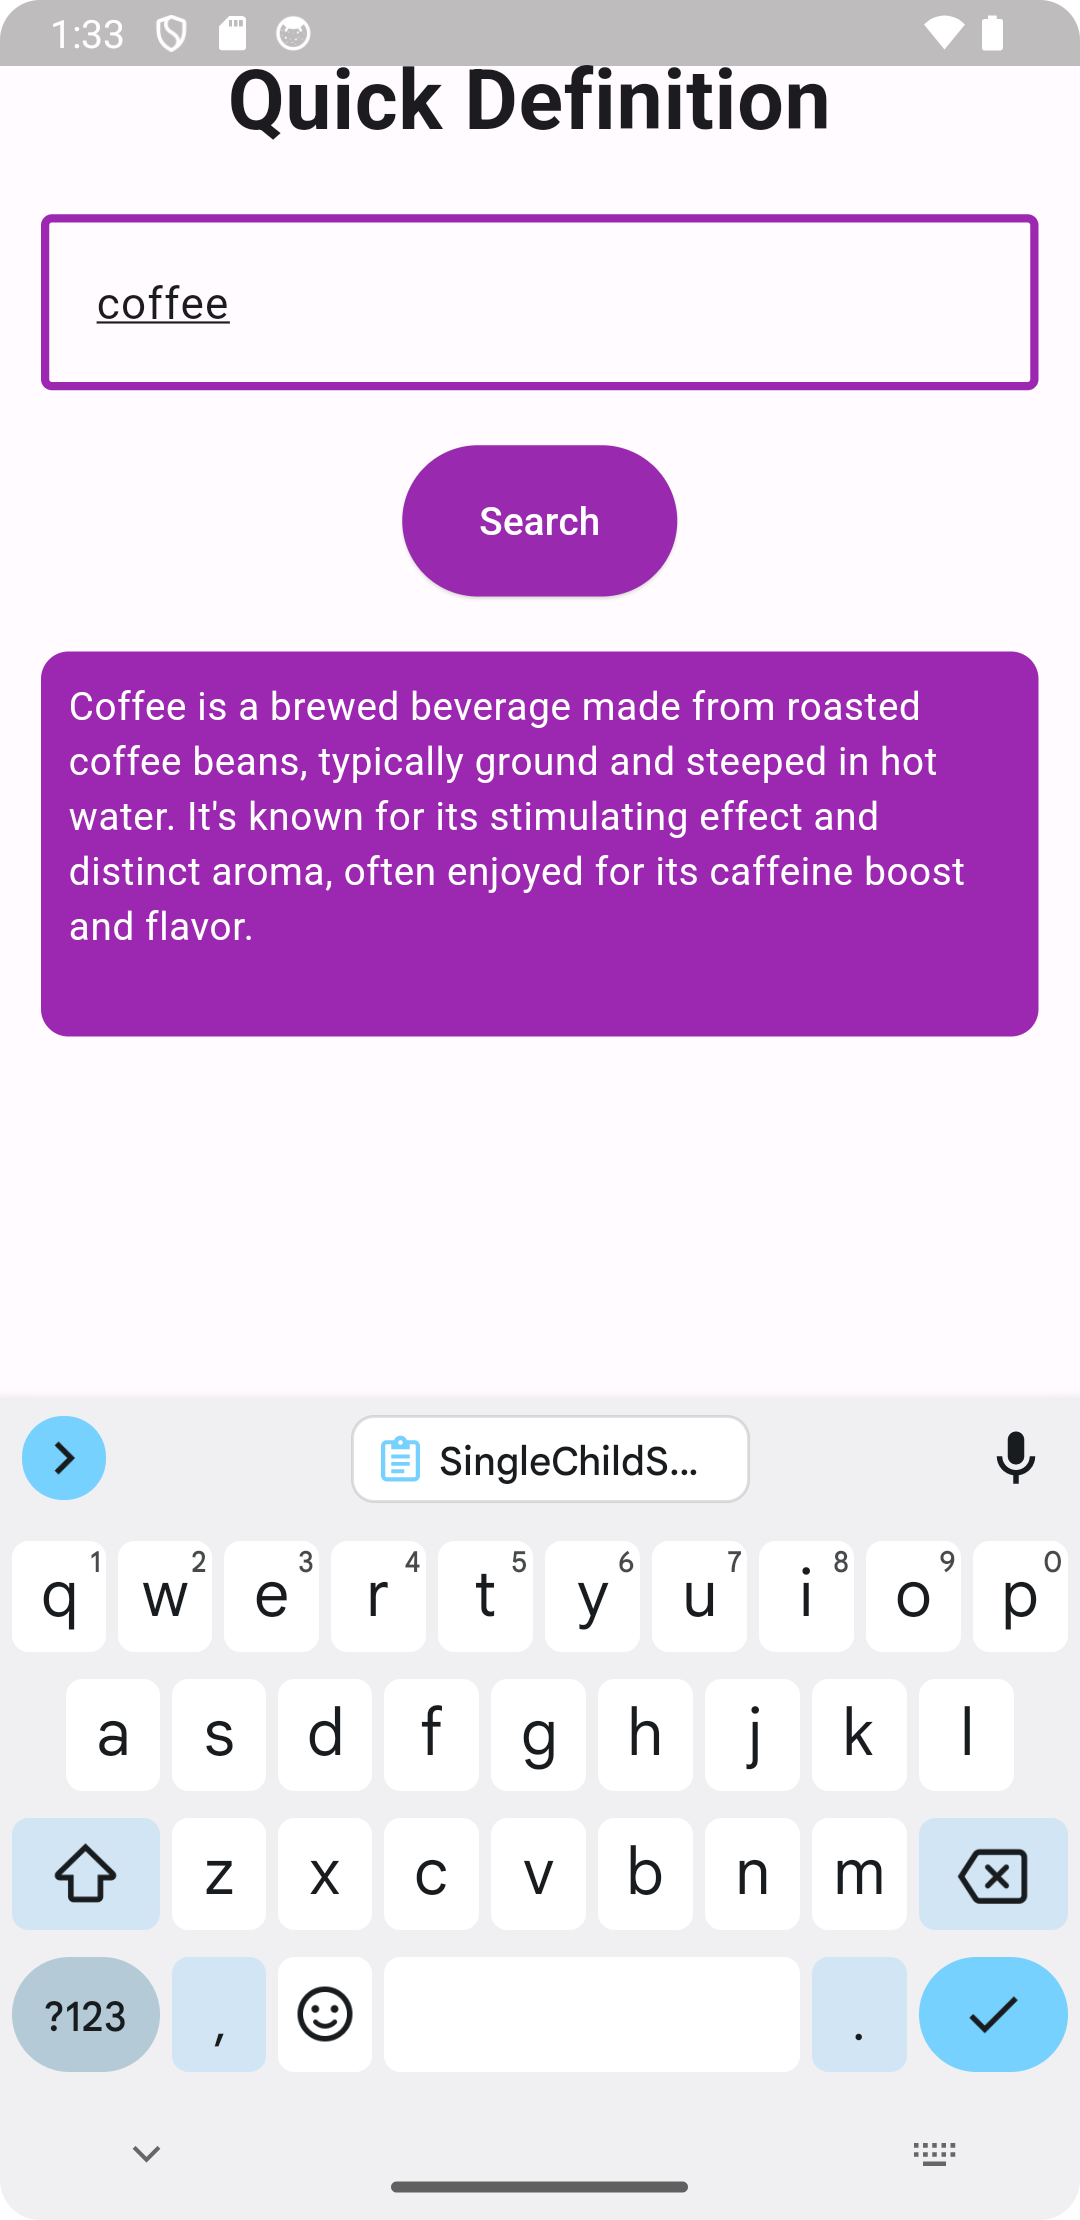 1:33
Quick Definition
coffee
Search
Coffee is a brewed beverage made from roasted
coffee beans, typically ground and steeped in hot
water. It's known for its stimulating effect and
distinct aroma, often enjoyed for its caffeine boost
and flavor.
SingleChildS...
q 1 w 2 e 3 r 4 t 5 y 6 u 7 i 8 o 9 p 0
a s d f g h j k l
z x c v b n m
?123 , .